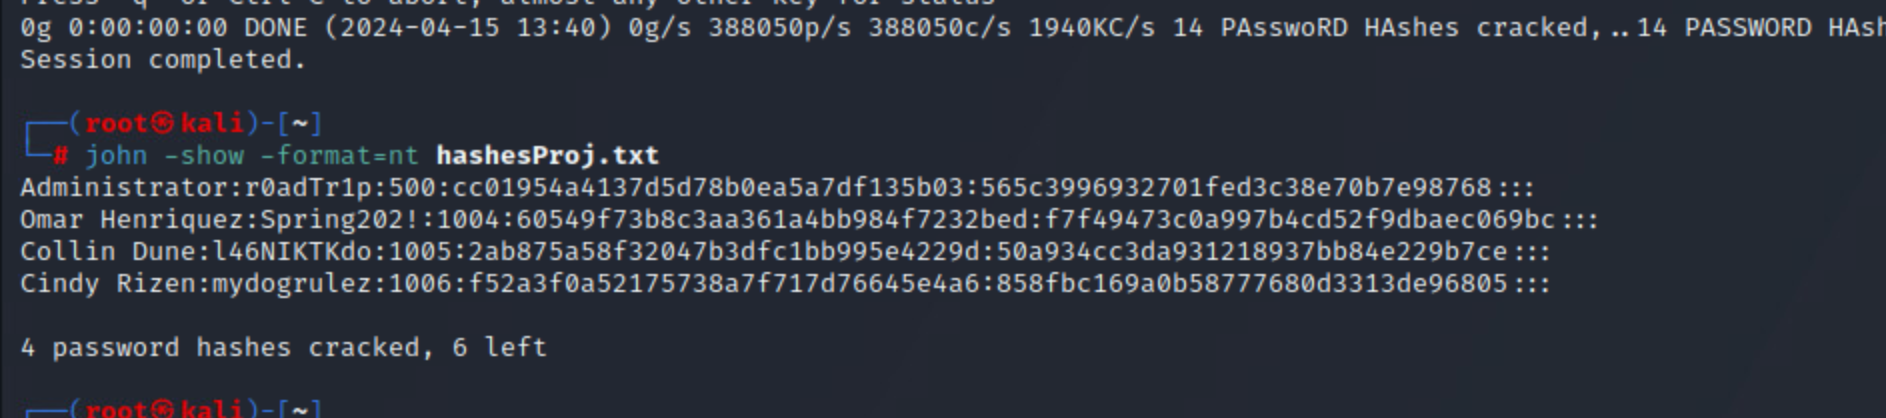 0g 0:00:00:00 DONE (2024-04-15 13:40) 0g/s 388050p/s 388050c/s 1940KC/s 14 PAsswoRD HAshes cracked,..14 PASSWORD HAsh
Session completed.
(root㉿kali)-[~]
# john -show -format=nt hashesProj.txt
Administrator:r0adTr1p:500:cc01954a4137d5d78b0ea5a7df135b03:565c3996932701fed3c38e70b7e98768:::
Omar Henriquez:Spring202!:1004:60549f73b8c3aa361a4bb984f7232bed:f7f49473c0a997b4cd52f9dbaec069bc:::
Collin Dune:l46NIKTKdo:1005:2ab875a58f32047b3dfc1bb995e4229d:50a934cc3da931218937bb84e229b7ce:::
Cindy Rizen:mydogrulez:1006:f52a3f0a52175738a7f717d76645e4a6:858fbc169a0b58777680d3313de96805:::
4 password hashes cracked, 6 left
(root㉿kali)-[~]